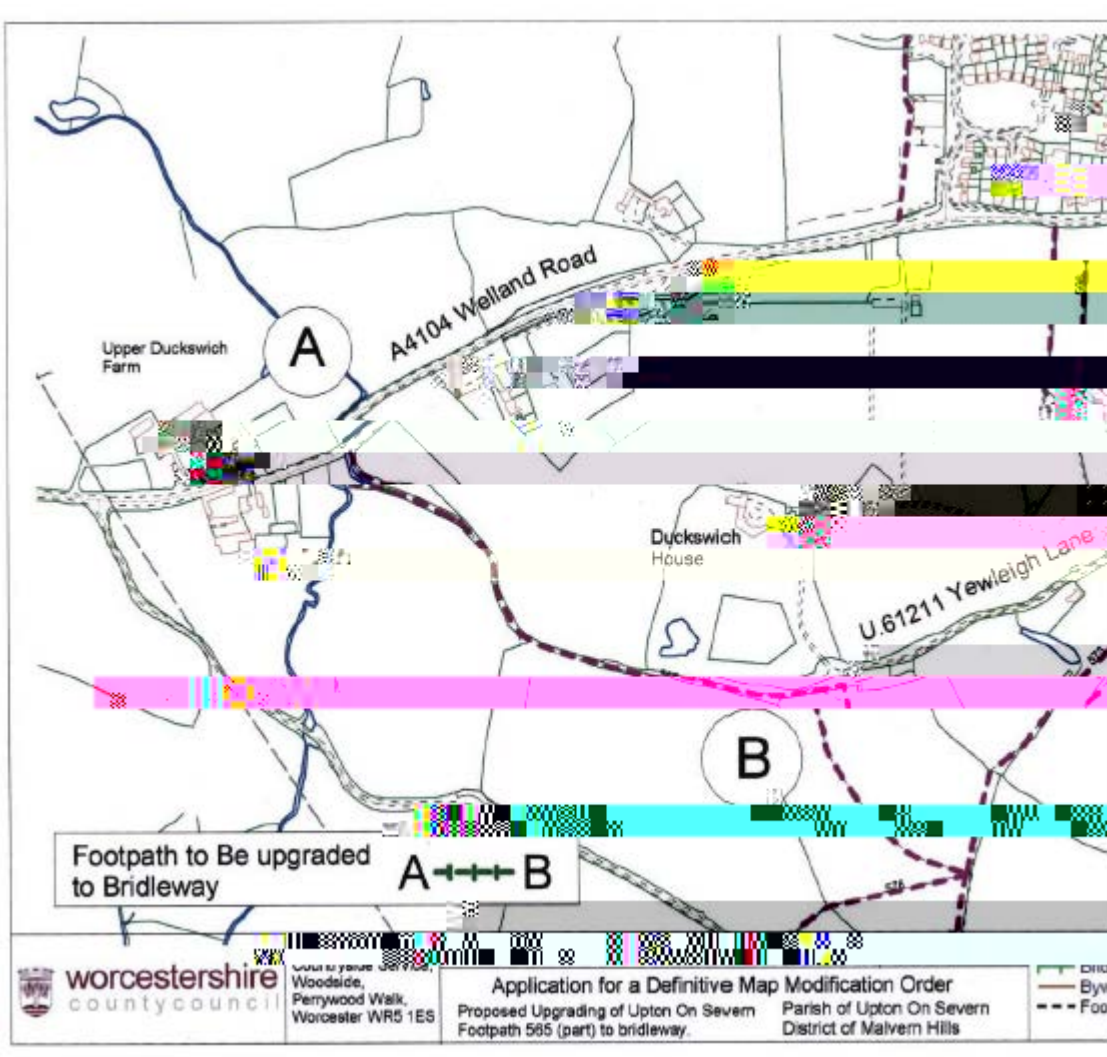 A4104 Welland Road
A
Upper Duckswich
Farm
Duckswich
House
U.61211 Yewleigh Lane
B
Footpath to Be upgraded
to Bridleway
A B
worcestershire
countycouncil
Countryside Service,
Woodside,
Perrywood Walk,
Worcester WR5 1ES
Application for a Definitive Map Modification Order
Proposed Upgrading of Upton On Severn
Footpath 565 (part) to bridleway.
Parish of Upton On Severn
District of Malvern Hills